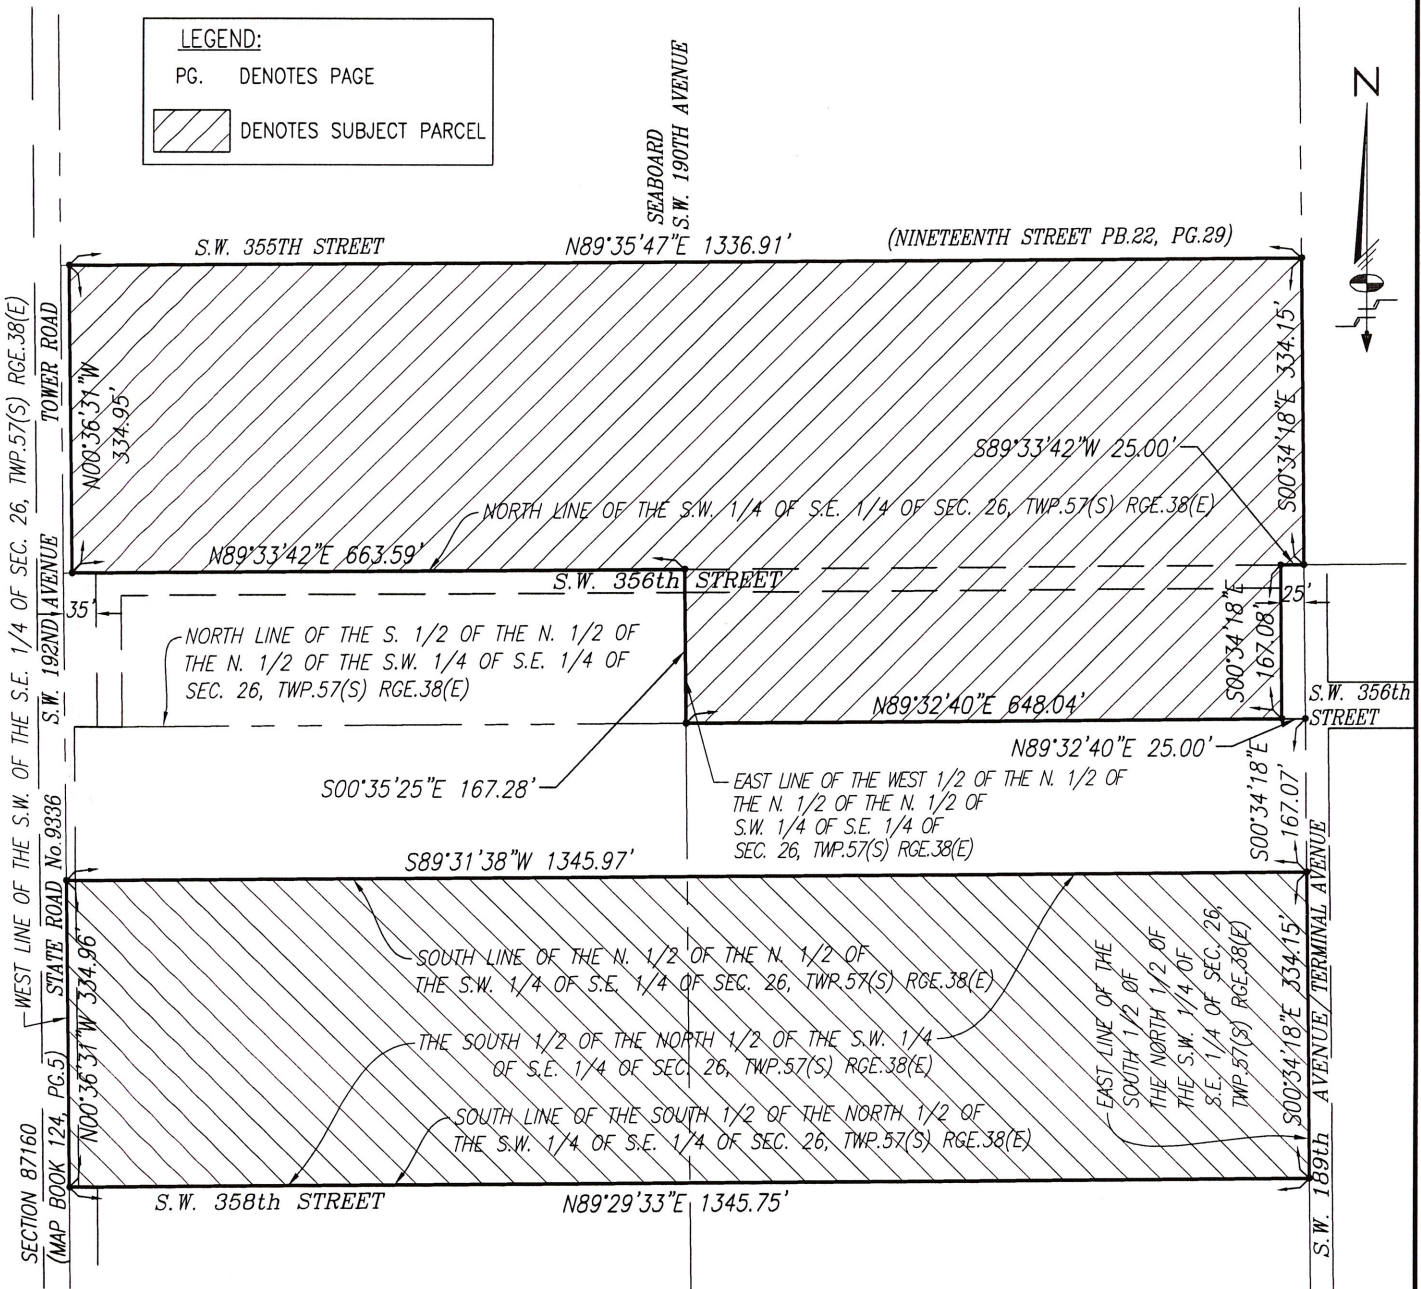 LEGEND:
PG. DENOTES PAGE
DENOTES SUBJECT PARCEL
SEABOARD
S.W. 190TH AVENUE
N
S.W. 355TH STREET
N89°35'47"E 1336.91'
(NINETEENTH STREET PB.22, PG.29)
WEST LINE OF THE S.W. OF THE S.E. 1/4 OF SEC. 26, TWP.57(S) RGE.38(E)
TOWER ROAD
S.W. 192ND AVENUE
STATE ROAD No.9336
SECTION 87160
(MAP BOOK 124, PG.5)
N00°36'31"W
334.95'
S00°34'18"E 334.15'
S89°33'42"W 25.00'
NORTH LINE OF THE S.W. 1/4 OF S.E. 1/4 OF SEC. 26, TWP.57(S) RGE.38(E)
N89°33'42"E 663.59'
S.W. 356th STREET
35'
25'
NORTH LINE OF THE S. 1/2 OF THE N. 1/2 OF
THE N. 1/2 OF THE S.W. 1/4 OF S.E. 1/4 OF
SEC. 26, TWP.57(S) RGE.38(E)
S00°34'18"E
167.08'
S.W. 356th
STREET
N89°32'40"E 648.04'
N89°32'40"E 25.00'
S00°35'25"E 167.28'
EAST LINE OF THE WEST 1/2 OF THE N. 1/2 OF
THE N. 1/2 OF THE N. 1/2 OF
S.W. 1/4 OF S.E. 1/4 OF
SEC. 26, TWP.57(S) RGE.38(E)
S00°34'18"E
167.07'
S89°31'38"W 1345.97'
N00°36'31"W 334.96'
SOUTH LINE OF THE N. 1/2 OF THE N. 1/2 OF
THE S.W. 1/4 OF S.E. 1/4 OF SEC. 26, TWP.57(S) RGE.38(E)
THE SOUTH 1/2 OF THE NORTH 1/2 OF THE S.W. 1/4
OF S.E. 1/4 OF SEC. 26, TWP.57(S) RGE.38(E)
SOUTH LINE OF THE SOUTH 1/2 OF THE NORTH 1/2 OF
THE S.W. 1/4 OF S.E. 1/4 OF SEC. 26, TWP.57(S) RGE.38(E)
EAST LINE OF THE
SOUTH 1/2 OF
THE NORTH 1/2 OF
THE S.W. 1/4 OF
S.E. 1/4 OF SEC. 26,
TWP.57(S) RGE.38(E)
S00°34'18"E 334.15'
S.W. 189th AVENUE/TERMINAL AVENUE
S.W. 358th STREET
N89°29'33"E 1345.75'